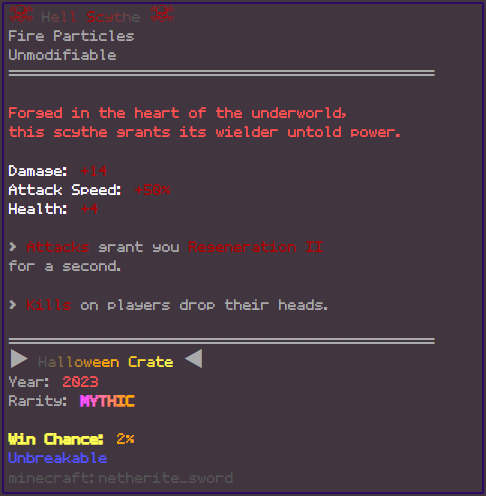 ☠ Hell Scythe ☠
Fire Particles
Unmodifiable
Forged in the heart of the underworld,
this scythe grants its wielder untold power.
Damage: +14
Attack Speed: +50%
Health: +4
> Attacks grant you Regeneration II
for a second.
> Kills on players drop their heads.
▶ Halloween Crate ◀
Year: 2023
Rarity: MYTHIC
Win Chance: 2%
Unbreakable
minecraft:netherite_sword